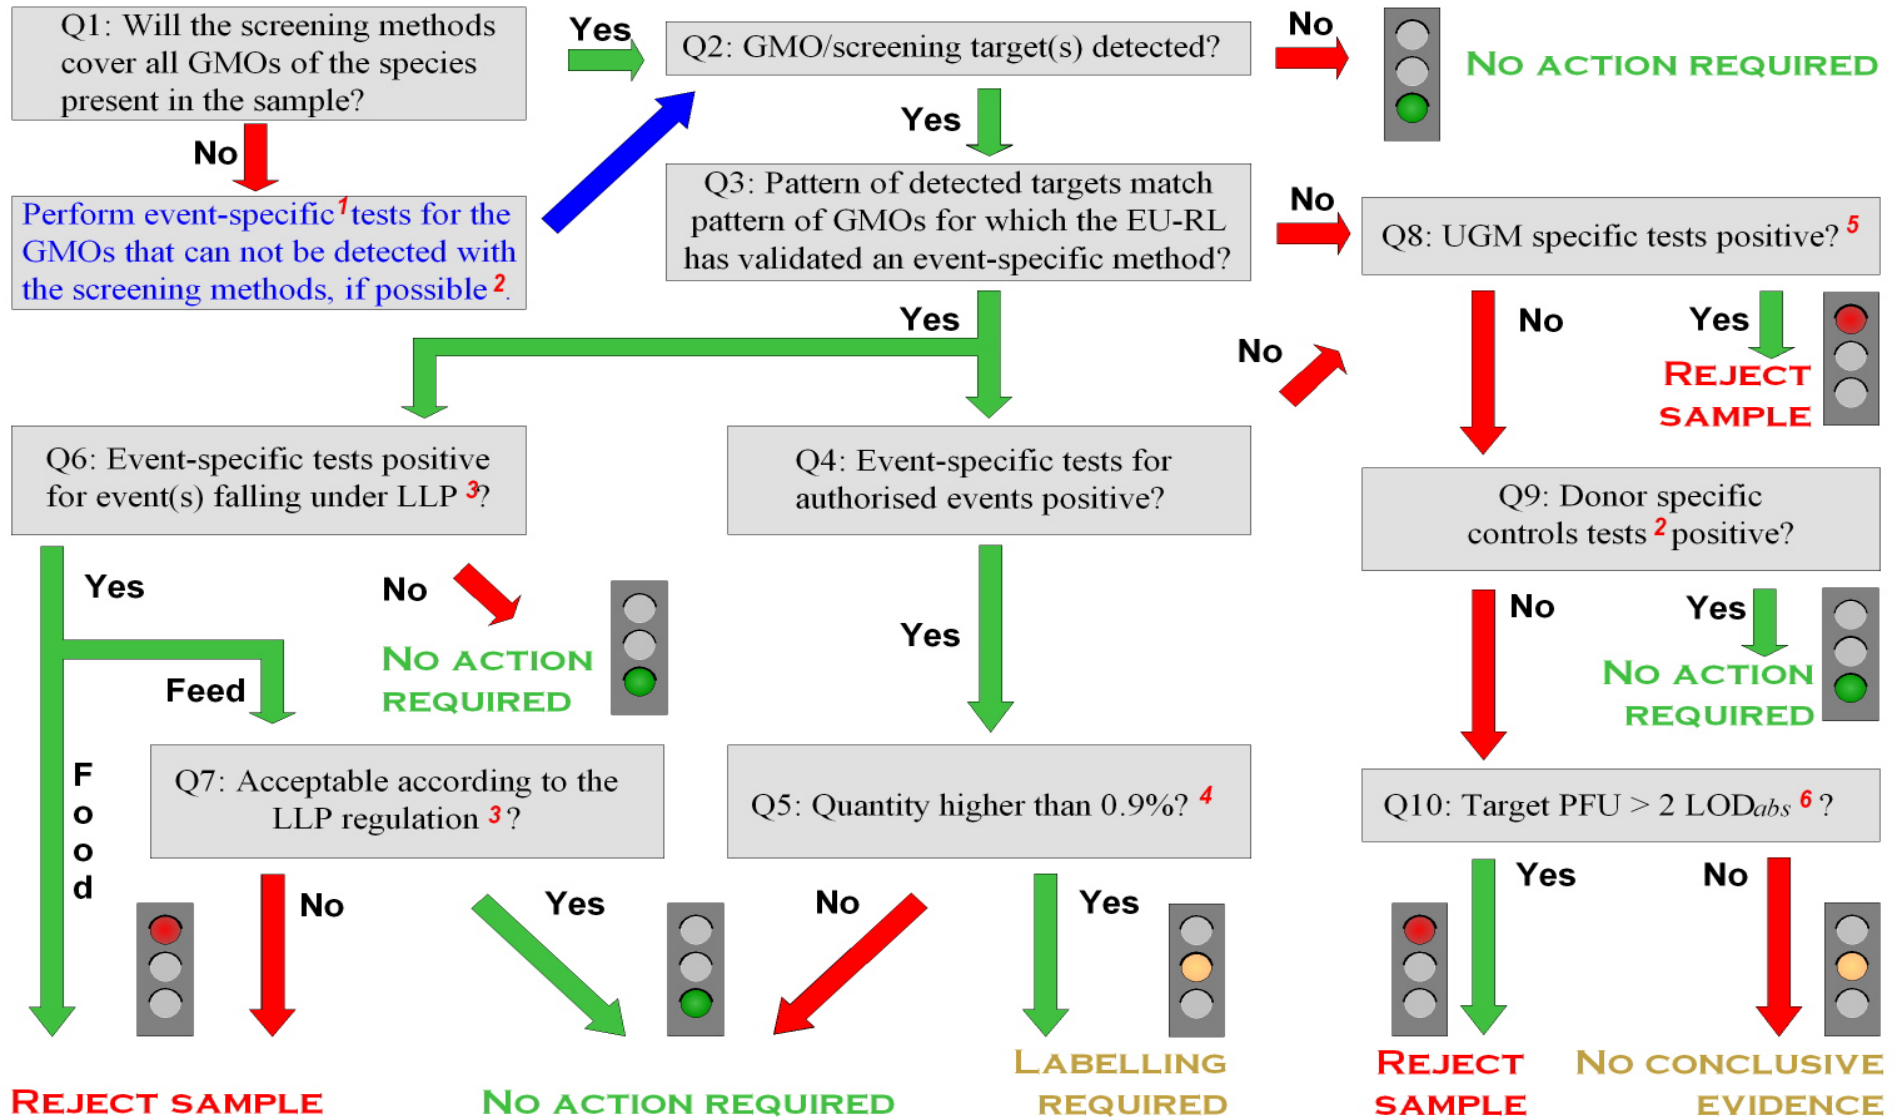 Q1: Will the screening methods
cover all GMOs of the species
present in the sample?
Yes
Q2: GMO/screening target(s) detected?
No
No action required
No
Yes
Perform event-specific 1 tests for the
GMOs that can not be detected with
the screening methods, if possible 2.
Q3: Pattern of detected targets match
pattern of GMOs for which the EU-RL
has validated an event-specific method?
No
Q8: UGM specific tests positive? 5
Yes
No
No
Yes
Reject
sample
Q6: Event-specific tests positive
for event(s) falling under LLP 3?
Q4: Event-specific tests for
authorised events positive?
Q9: Donor specific
controls tests 2 positive?
Yes
No
No action
required
Feed
Food
Yes
No
Yes
No action
required
Q7: Acceptable according to the
LLP regulation 3 ?
Q5: Quantity higher than 0.9%? 4
Q10: Target PFU > 2 LODabs 6 ?
No
Yes
No
Yes
Yes
No
Reject sample
No action required
Labelling
required
Reject
sample
No conclusive
evidence